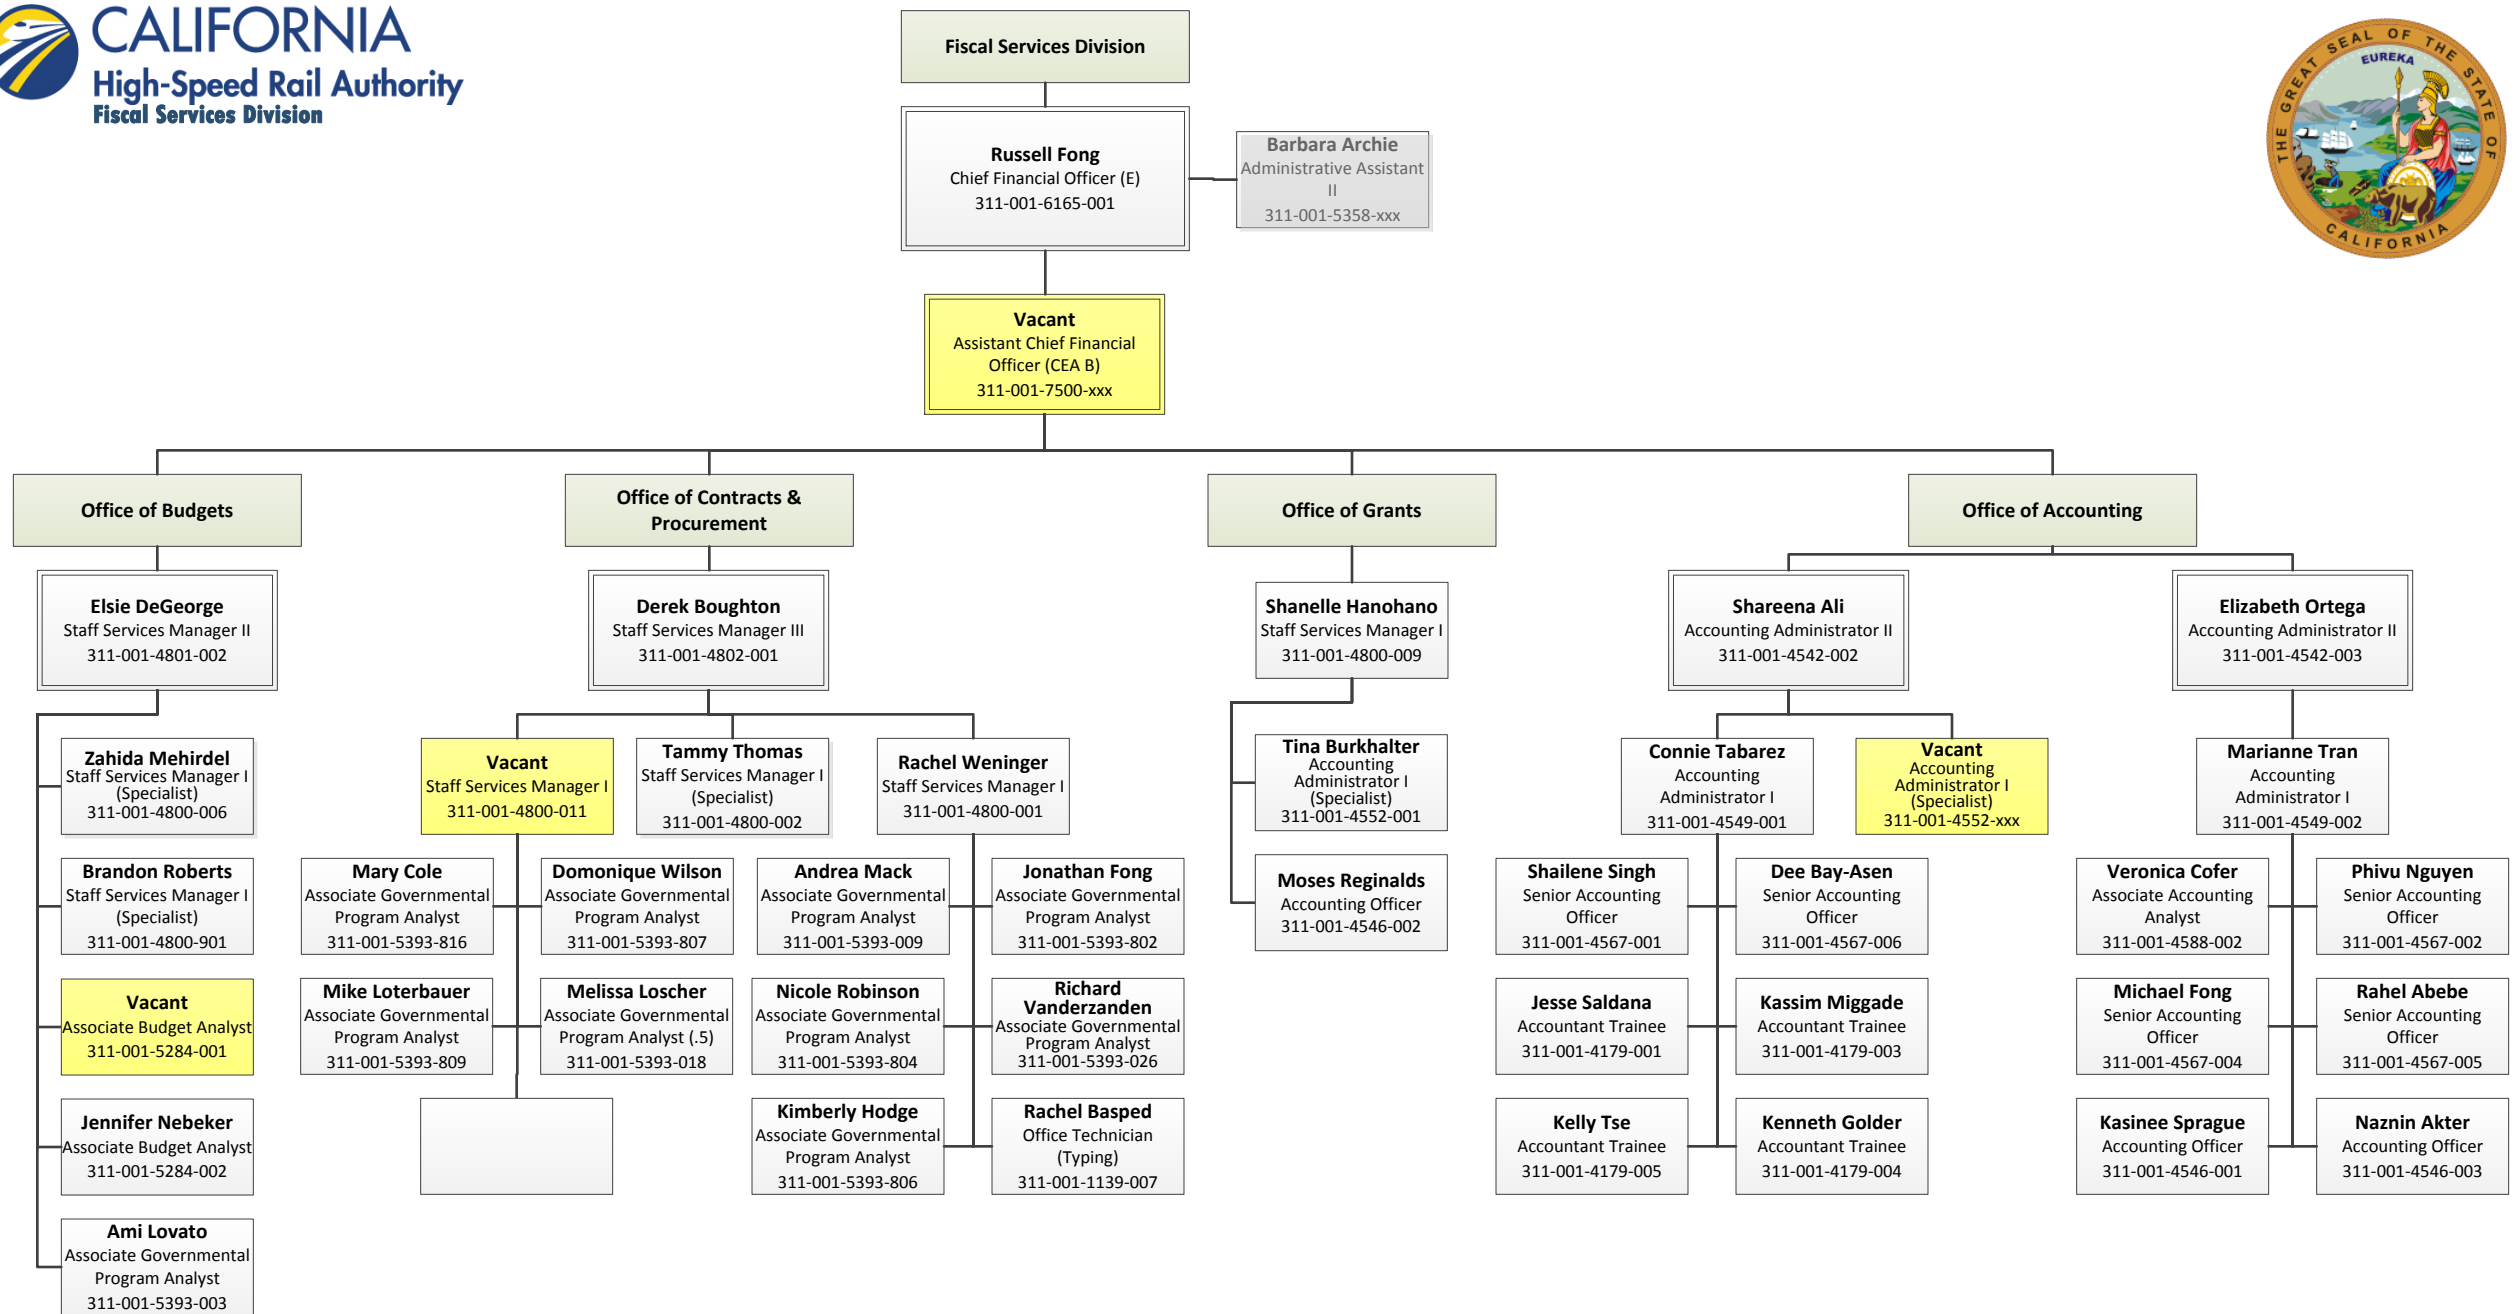 CALIFORNIA
High-Speed Rail Authority
Fiscal Services Division
THE GREAT SEAL OF THE STATE OF
EUREKA
CALIFORNIA
Fiscal Services Division
Russell Fong
Chief Financial Officer (E)
311-001-6165-001
Barbara Archie
Administrative Assistant
II
311-001-5358-xxx
Vacant
Assistant Chief Financial
Officer (CEA B)
311-001-7500-xxx
Office of Budgets
Elsie DeGeorge
Staff Services Manager II
311-001-4801-002
Zahida Mehirdel
Staff Services Manager I
(Specialist)
311-001-4800-006
Brandon Roberts
Staff Services Manager I
(Specialist)
311-001-4800-901
Vacant
Associate Budget Analyst
311-001-5284-001
Jennifer Nebeker
Associate Budget Analyst
311-001-5284-002
Ami Lovato
Associate Governmental
Program Analyst
311-001-5393-003
Office of Contracts &
Procurement
Derek Boughton
Staff Services Manager III
311-001-4802-001
Vacant
Staff Services Manager I
311-001-4800-011
Tammy Thomas
Staff Services Manager I
(Specialist)
311-001-4800-002
Rachel Weninger
Staff Services Manager I
311-001-4800-001
Mary Cole
Associate Governmental
Program Analyst
311-001-5393-816
Domonique Wilson
Associate Governmental
Program Analyst
311-001-5393-807
Mike Loterbauer
Associate Governmental
Program Analyst
311-001-5393-809
Melissa Loscher
Associate Governmental
Program Analyst (.5)
311-001-5393-018
Andrea Mack
Associate Governmental
Program Analyst
311-001-5393-009
Jonathan Fong
Associate Governmental
Program Analyst
311-001-5393-802
Nicole Robinson
Associate Governmental
Program Analyst
311-001-5393-804
Richard
Vanderzanden
Associate Governmental
Program Analyst
311-001-5393-026
Kimberly Hodge
Associate Governmental
Program Analyst
311-001-5393-806
Rachel Basped
Office Technician
(Typing)
311-001-1139-007
Office of Grants
Shanelle Hanohano
Staff Services Manager I
311-001-4800-009
Tina Burkhalter
Accounting
Administrator I
(Specialist)
311-001-4552-001
Moses Reginalds
Accounting Officer
311-001-4546-002
Office of Accounting
Shareena Ali
Accounting Administrator II
311-001-4542-002
Elizabeth Ortega
Accounting Administrator II
311-001-4542-003
Connie Tabarez
Accounting
Administrator I
311-001-4549-001
Vacant
Accounting
Administrator I
(Specialist)
311-001-4552-xxx
Marianne Tran
Accounting
Administrator I
311-001-4549-002
Shailene Singh
Senior Accounting
Officer
311-001-4567-001
Dee Bay-Asen
Senior Accounting
Officer
311-001-4567-006
Jesse Saldana
Accountant Trainee
311-001-4179-001
Kassim Miggade
Accountant Trainee
311-001-4179-003
Kelly Tse
Accountant Trainee
311-001-4179-005
Kenneth Golder
Accountant Trainee
311-001-4179-004
Veronica Cofer
Associate Accounting
Analyst
311-001-4588-002
Phivu Nguyen
Senior Accounting
Officer
311-001-4567-002
Michael Fong
Senior Accounting
Officer
311-001-4567-004
Rahel Abebe
Senior Accounting
Officer
311-001-4567-005
Kasinee Sprague
Accounting Officer
311-001-4546-001
Naznin Akter
Accounting Officer
311-001-4546-003